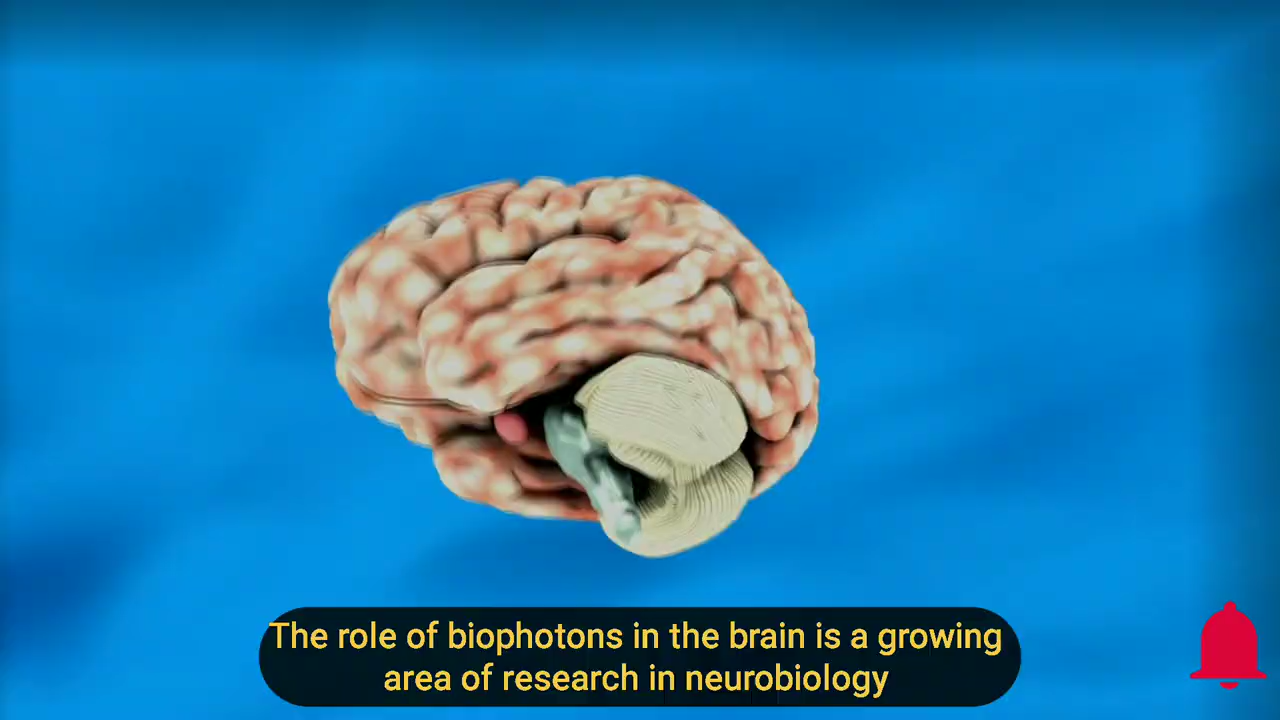 The role of biophotons in the brain is a growing
area of research in neurobiology